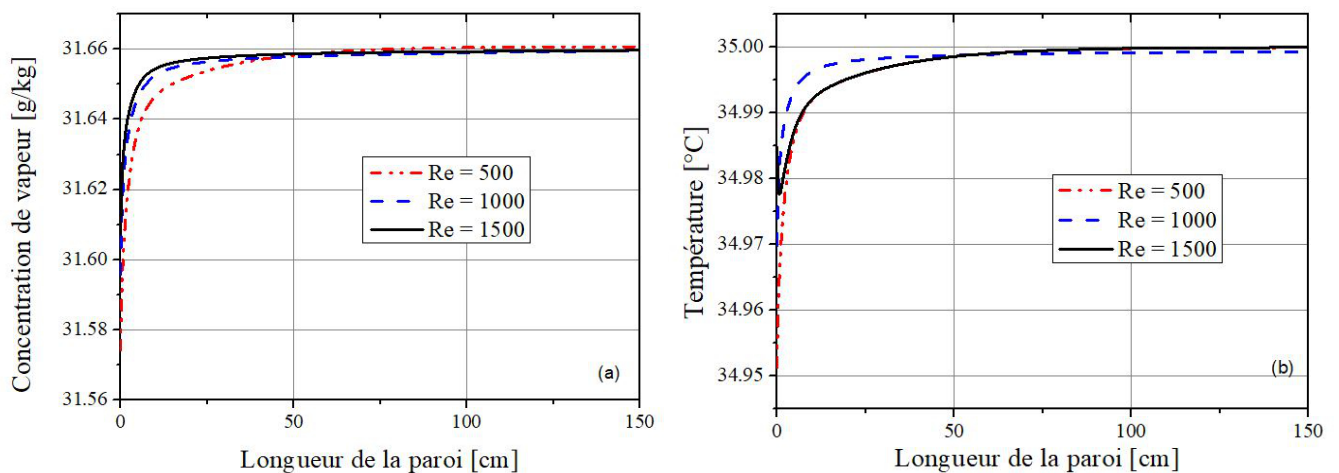 Concentration de vapeur [g/kg]
31.66
31.64
31.62
31.60
31.58
31.56
Re = 500
Re = 1000
Re = 1500
(a)
0
50
100
150
Longueur de la paroi [cm]
Température [°C]
35.00
34.99
34.98
34.97
34.96
34.95
Re = 500
Re = 1000
Re = 1500
(b)
0
50
100
150
Longueur de la paroi [cm]